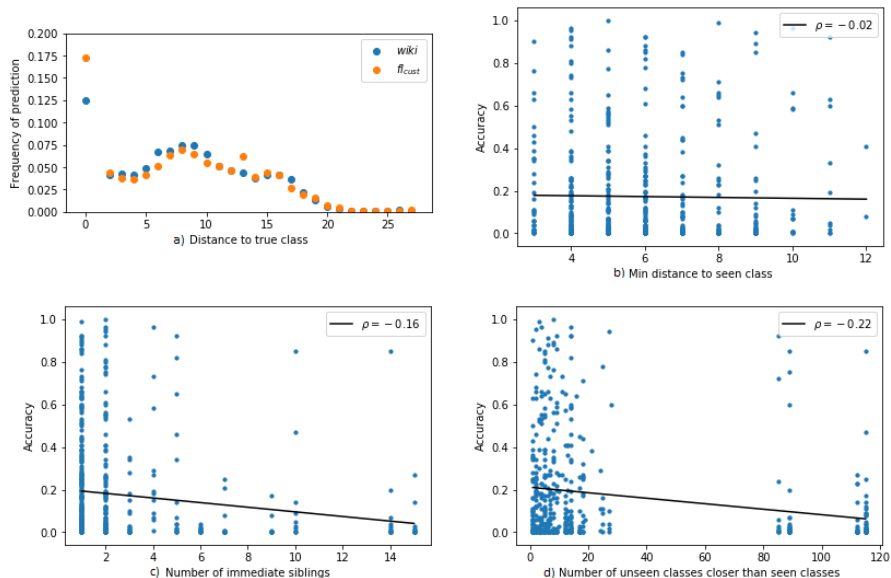 0.200
0.175
0.150
0.125
0.100
0.075
0.050
0.025
0.000
Frequency of prediction
wiki
fl_cust
0 5 10 15 20 25
a) Distance to true class
1.0
0.8
0.6
0.4
0.2
0.0
Accuracy
ρ = −0.02
4 6 8 10 12
b) Min distance to seen class
1.0
0.8
0.6
0.4
0.2
0.0
Accuracy
ρ = −0.16
2 4 6 8 10 12 14
c) Number of immediate siblings
1.0
0.8
0.6
0.4
0.2
0.0
Accuracy
ρ = −0.22
0 20 40 60 80 100 120
d) Number of unseen classes closer than seen classes